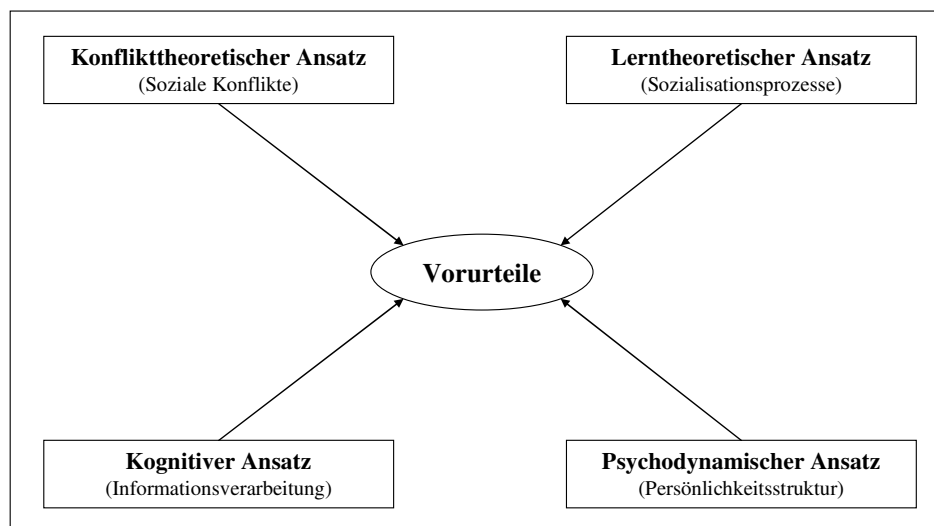 Konflikttheoretischer Ansatz
(Soziale Konflikte)
Lerntheoretischer Ansatz
(Sozialisationsprozesse)
Vorurteile
Kognitiver Ansatz
(Informationsverarbeitung)
Psychodynamischer Ansatz
(Persönlichkeitsstruktur)